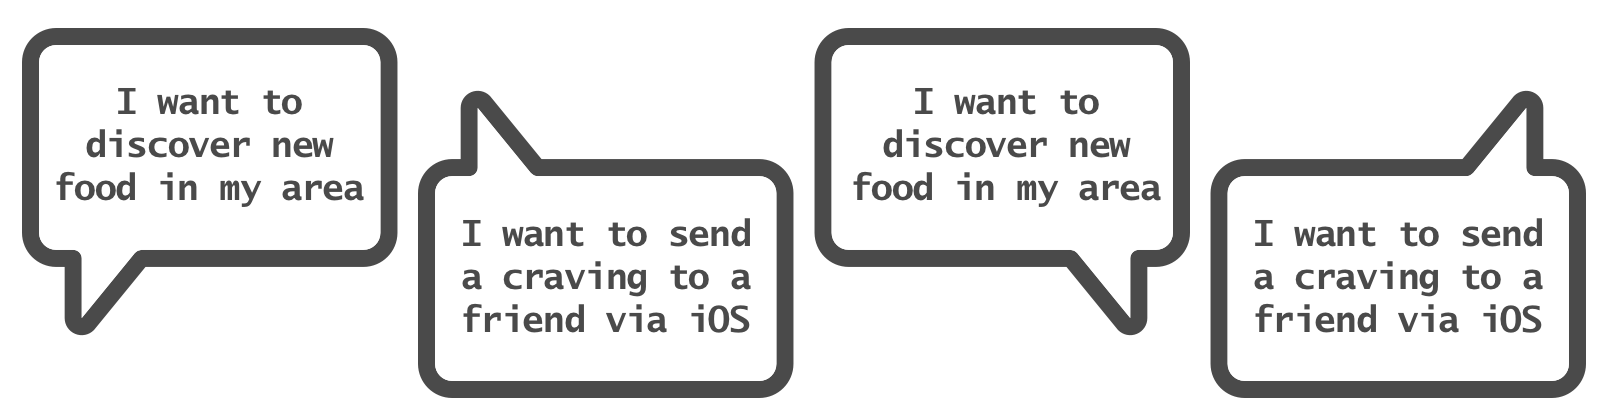 I want to
discover new
food in my area
I want to send
a craving to a
friend via iOS
I want to
discover new
food in my area
I want to send
a craving to a
friend via iOS